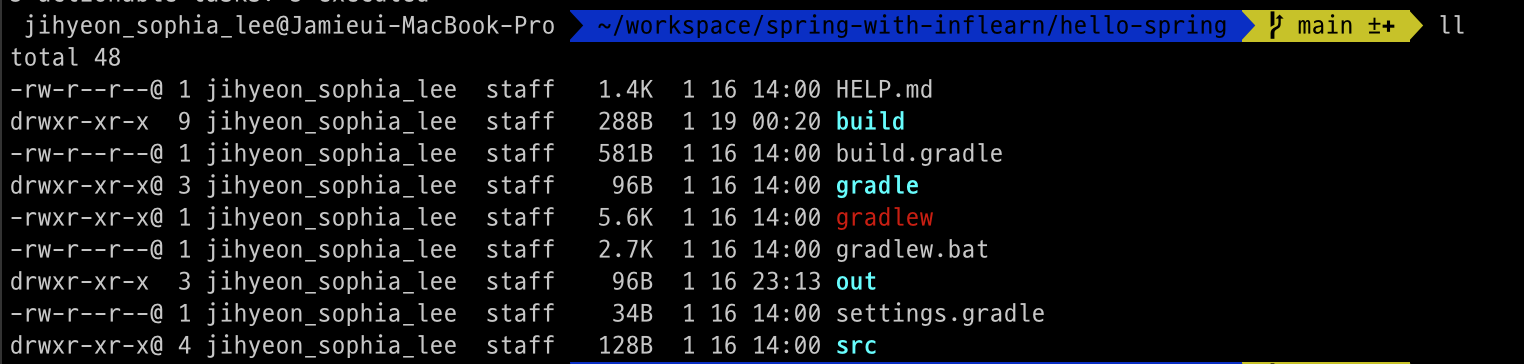 jihyeon_sophia_lee@Jamieui-MacBook-Pro ~/workspace/spring-with-inflearn/hello-spring main ±+ ll
total 48
-rw-r--r--@ 1 jihyeon_sophia_lee staff 1.4K 1 16 14:00 HELP.md
drwxr-xr-x 9 jihyeon_sophia_lee staff 288B 1 19 00:20 build
-rw-r--r--@ 1 jihyeon_sophia_lee staff 581B 1 16 14:00 build.gradle
drwxr-xr-x@ 3 jihyeon_sophia_lee staff 96B 1 16 14:00 gradle
-rwxr-xr-x@ 1 jihyeon_sophia_lee staff 5.6K 1 16 14:00 gradlew
-rw-r--r--@ 1 jihyeon_sophia_lee staff 2.7K 1 16 14:00 gradlew.bat
drwxr-xr-x 3 jihyeon_sophia_lee staff 96B 1 16 23:13 out
-rw-r--r--@ 1 jihyeon_sophia_lee staff 34B 1 16 14:00 settings.gradle
drwxr-xr-x@ 4 jihyeon_sophia_lee staff 128B 1 16 14:00 src